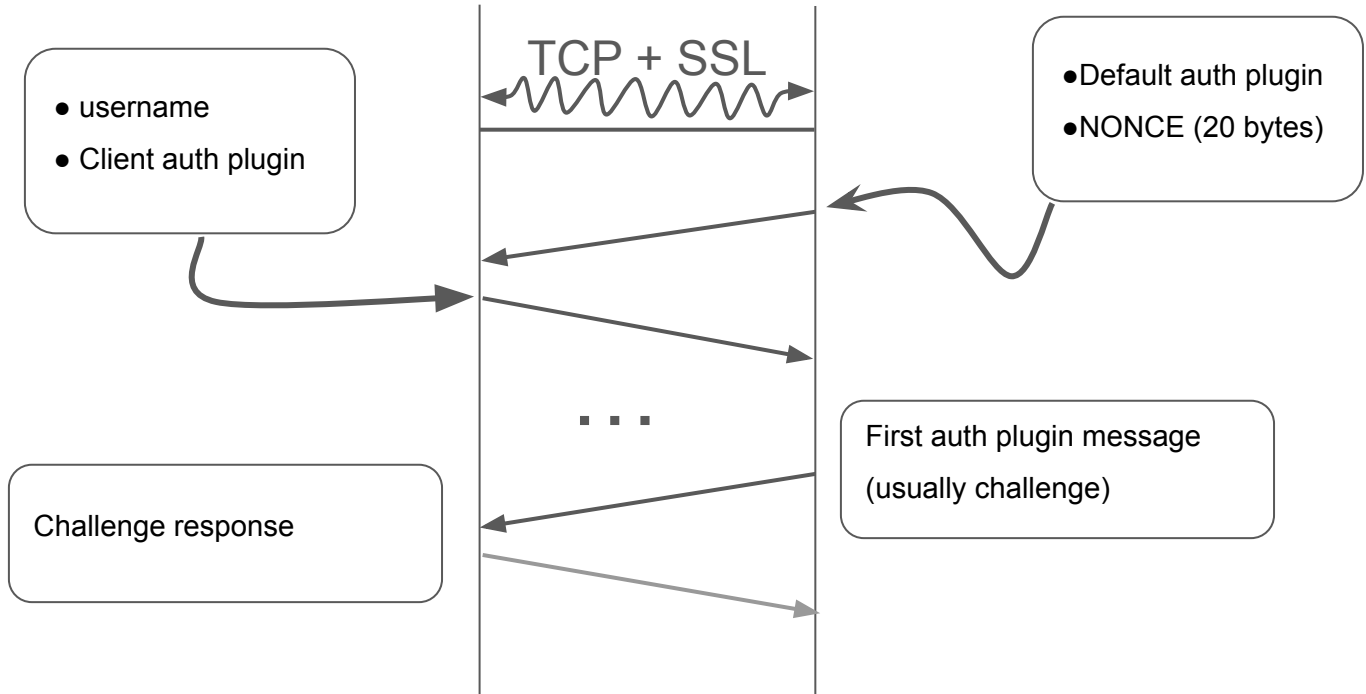 TCP + SSL
● username
● Client auth plugin
●Default auth plugin
●NONCE (20 bytes)
. . .
First auth plugin message
(usually challenge)
Challenge response